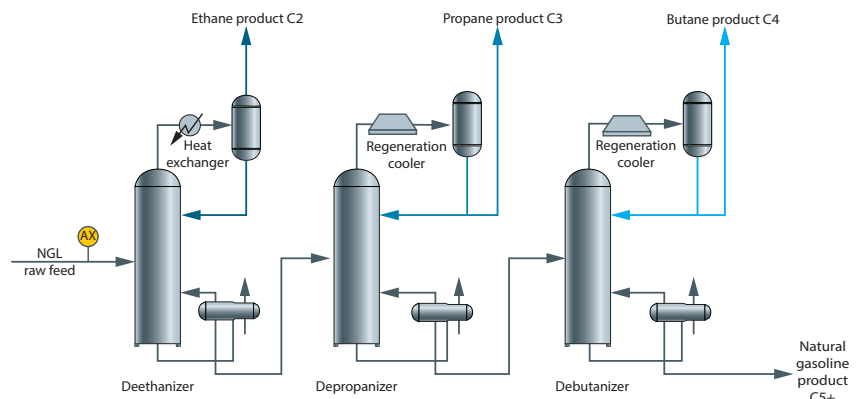 Ethane product C2
Propane product C3
Butane product C4
Heat
exchanger
Regeneration
cooler
Regeneration
cooler
AX
NGL
raw feed
Deethanizer
Depropanizer
Debutanizer
Natural
gasoline
product
C5+